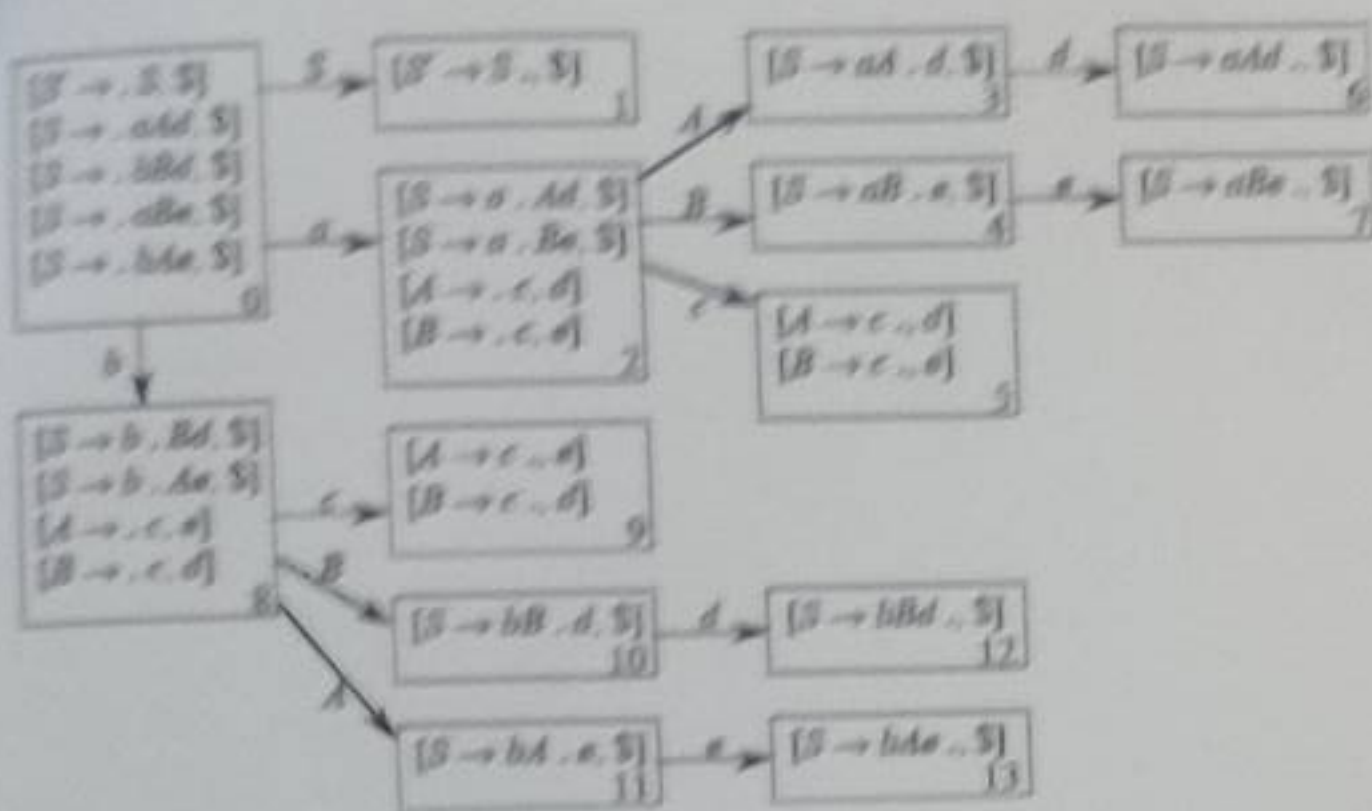 [S' → . S, $]
[S → . aAd, $]
[S → . bBd, $]
[S → . aBe, $]
[S → . bAe, $]
0
S
[S' → S ., $]
1
a
[S → a . Ad, $]
[S → a . Be, $]
[A → . c, d]
[B → . c, e]
2
A
[S → aA . d, $]
3
d
[S → aAd ., $]
6
B
[S → aB . e, $]
4
e
[S → aBe ., $]
7
c
[A → c ., d]
[B → c ., e]
5
b
[S → b . Bd, $]
[S → b . Ae, $]
[A → . c, e]
[B → . c, d]
8
c
[A → c ., e]
[B → c ., d]
9
B
[S → bB . d, $]
10
d
[S → bBd ., $]
12
A
[S → bA . e, $]
11
e
[S → bAe ., $]
13